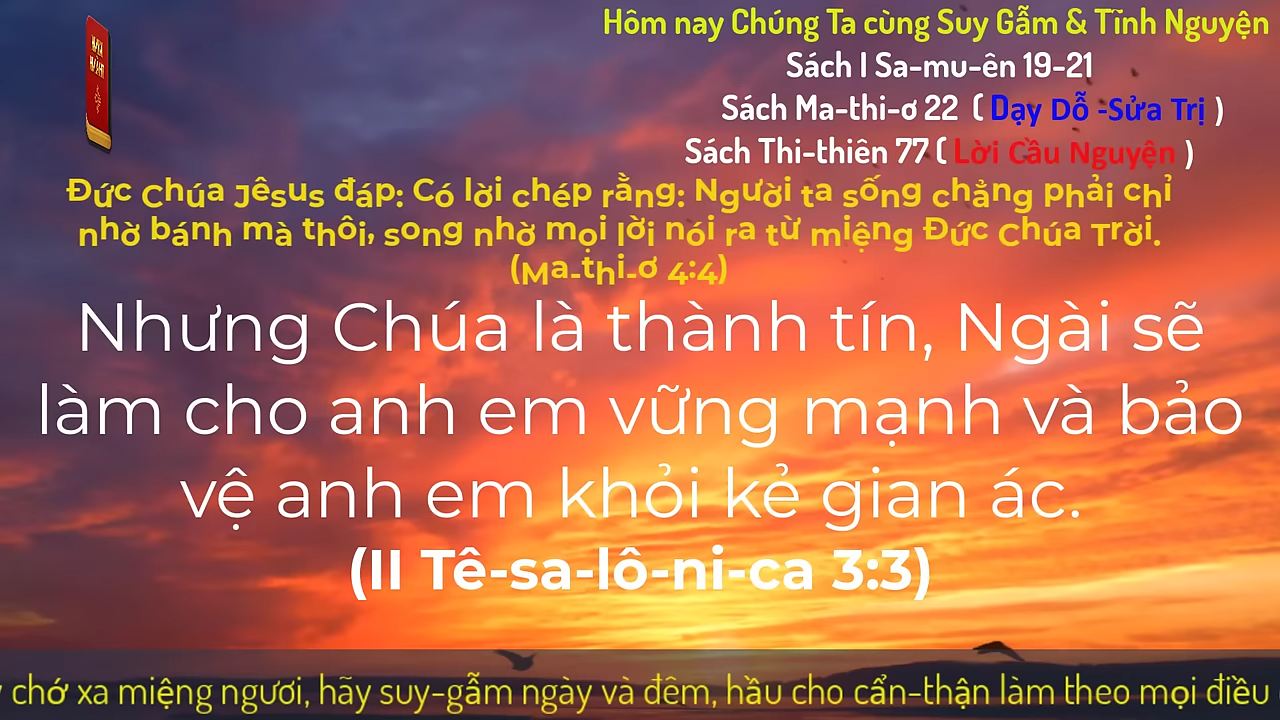 Hôm nay Chúng Ta cùng Suy Gẫm & Tĩnh Nguyện
Sách I Sa-mu-ên 19-21
Sách Ma-thi-ơ 22 ( Dạy Dỗ -Sửa Trị )
Sách Thi-thiên 77 ( Lời Cầu Nguyện )
Đức Chúa Jêsus đáp: Có lời chép rằng: Người ta sống chẳng phải chỉ
nhờ bánh mà thôi, song nhờ mọi lời nói ra từ miệng Đức Chúa Trời.
(Ma-thi-ơ 4:4)
Nhưng Chúa là thành tín, Ngài sẽ
làm cho anh em vững mạnh và bảo
vệ anh em khỏi kẻ gian ác.
(II Tê-sa-lô-ni-ca 3:3)
chớ xa miệng ngươi, hãy suy-gẫm ngày và đêm, hầu cho cẩn-thận làm theo mọi điều